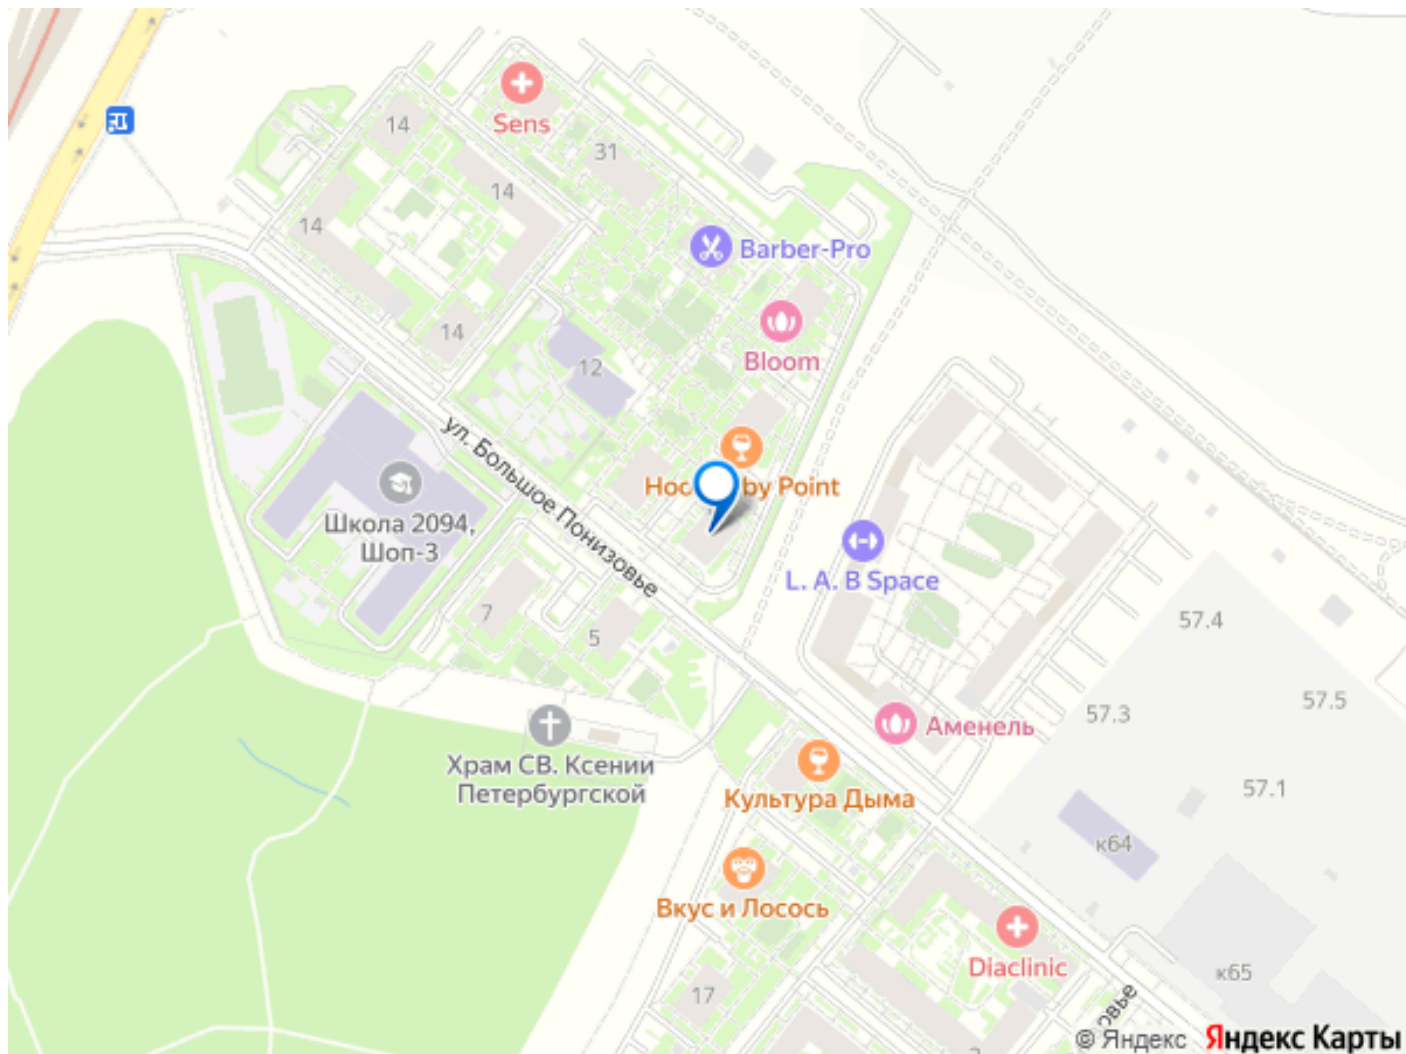 Sens
14
31
14
14
Barber-Pro
14
Bloom
12
ул. Большое Понизовье
by Point
Школа 2094,
Шоп-3
L. A. B Space
7
5
57.4
57.5
57.3
Аменель
Храм СВ. Ксении
Петербургской
Культура Дыма
57.1
к64
Вкус и Лосось
Diaclinic
к65
17
© Яндекс Яндекс Карты